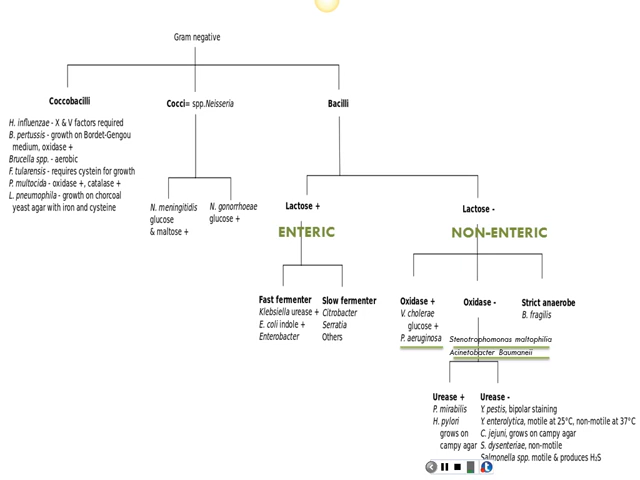 Gram negative
Coccobacilli
Cocci= spp.Neisseria
Bacilli
H. influenzae - X & V factors required
B. pertussis - growth on Bordet-Gengou
medium, oxidase +
Brucella spp. - aerobic
F. tularensis - requires cystein for growth
P. multocida - oxidase +, catalase +
L. pneumophila - growth on chorcoal
yeast agar with iron and cysteine
N. meningitidis
glucose
& maltose +
N. gonorrhoeae
glucose +
Lactose +
ENTERIC
Lactose -
NON-ENTERIC
Fast fermenter
Klebsiella urease +
E. coli indole +
Enterobacter
Slow fermenter
Citrobacter
Serratia
Others
Oxidase +
V. cholerae
glucose +
P. aeruginosa
Oxidase -
Stenotrophomonas maltophilia
Acinetobacter Baumaneii
Strict anaerobe
B. fragilis
Urease +
P. mirabilis
H. pylori
grows on
campy agar
Urease -
Y. pestis, bipolar staining
Y. enterolytica, motile at 25°C, non-motile at 37°C
C. jejuni, grows on campy agar
S. dysenteriae, non-motile
Salmonella spp. motile & produces H₂S